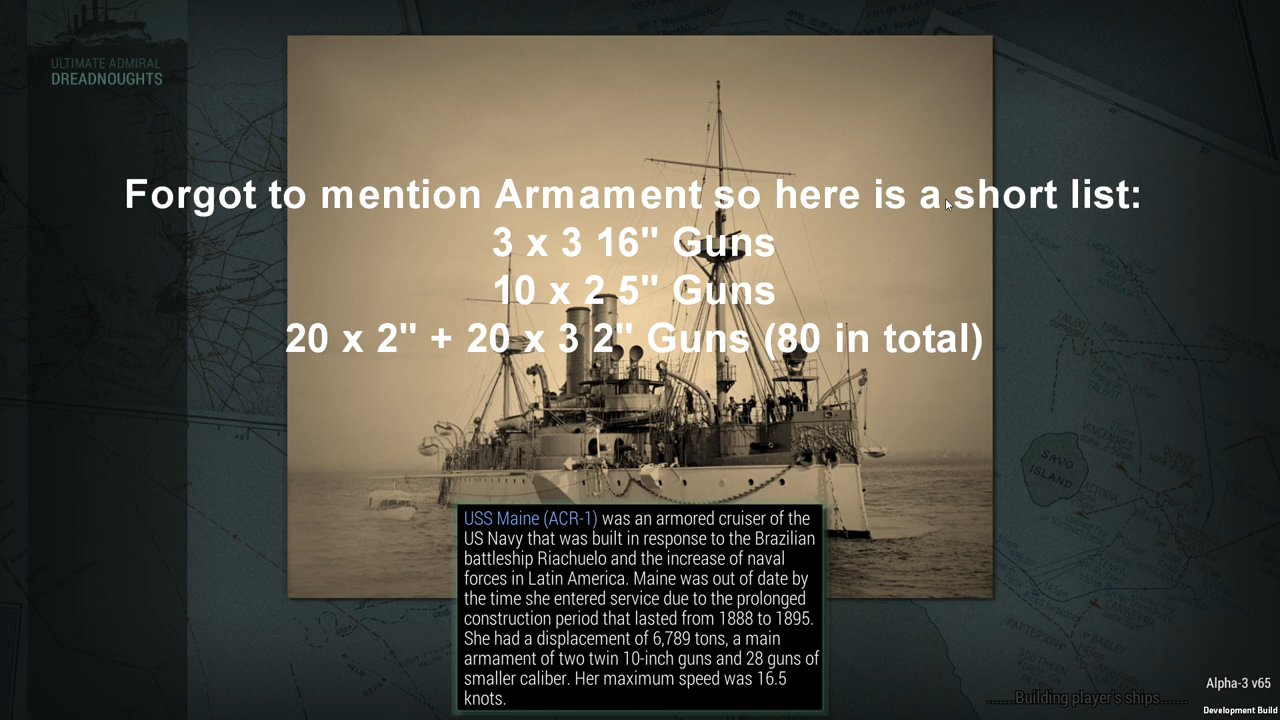 ULTIMATE ADMIRAL
DREADNOUGHTS
Forgot to mention Armament so here is a short list:
3 x 3 16" Guns
10 x 2 5" Guns
20 x 2" + 20 x 3 2" Guns (80 in total)
USS Maine (ACR-1) was an armored cruiser of the
US Navy that was built in response to the Brazilian
battleship Riachuelo and the increase of naval
forces in Latin America. Maine was out of date by
the time she entered service due to the prolonged
construction period that lasted from 1888 to 1895.
She had a displacement of 6,789 tons, a main
armament of two twin 10-inch guns and 28 guns of
smaller caliber. Her maximum speed was 16.5
knots.
SAVO
ISLAND
.......Building player's ships.......
Alpha-3 v65
Development Build